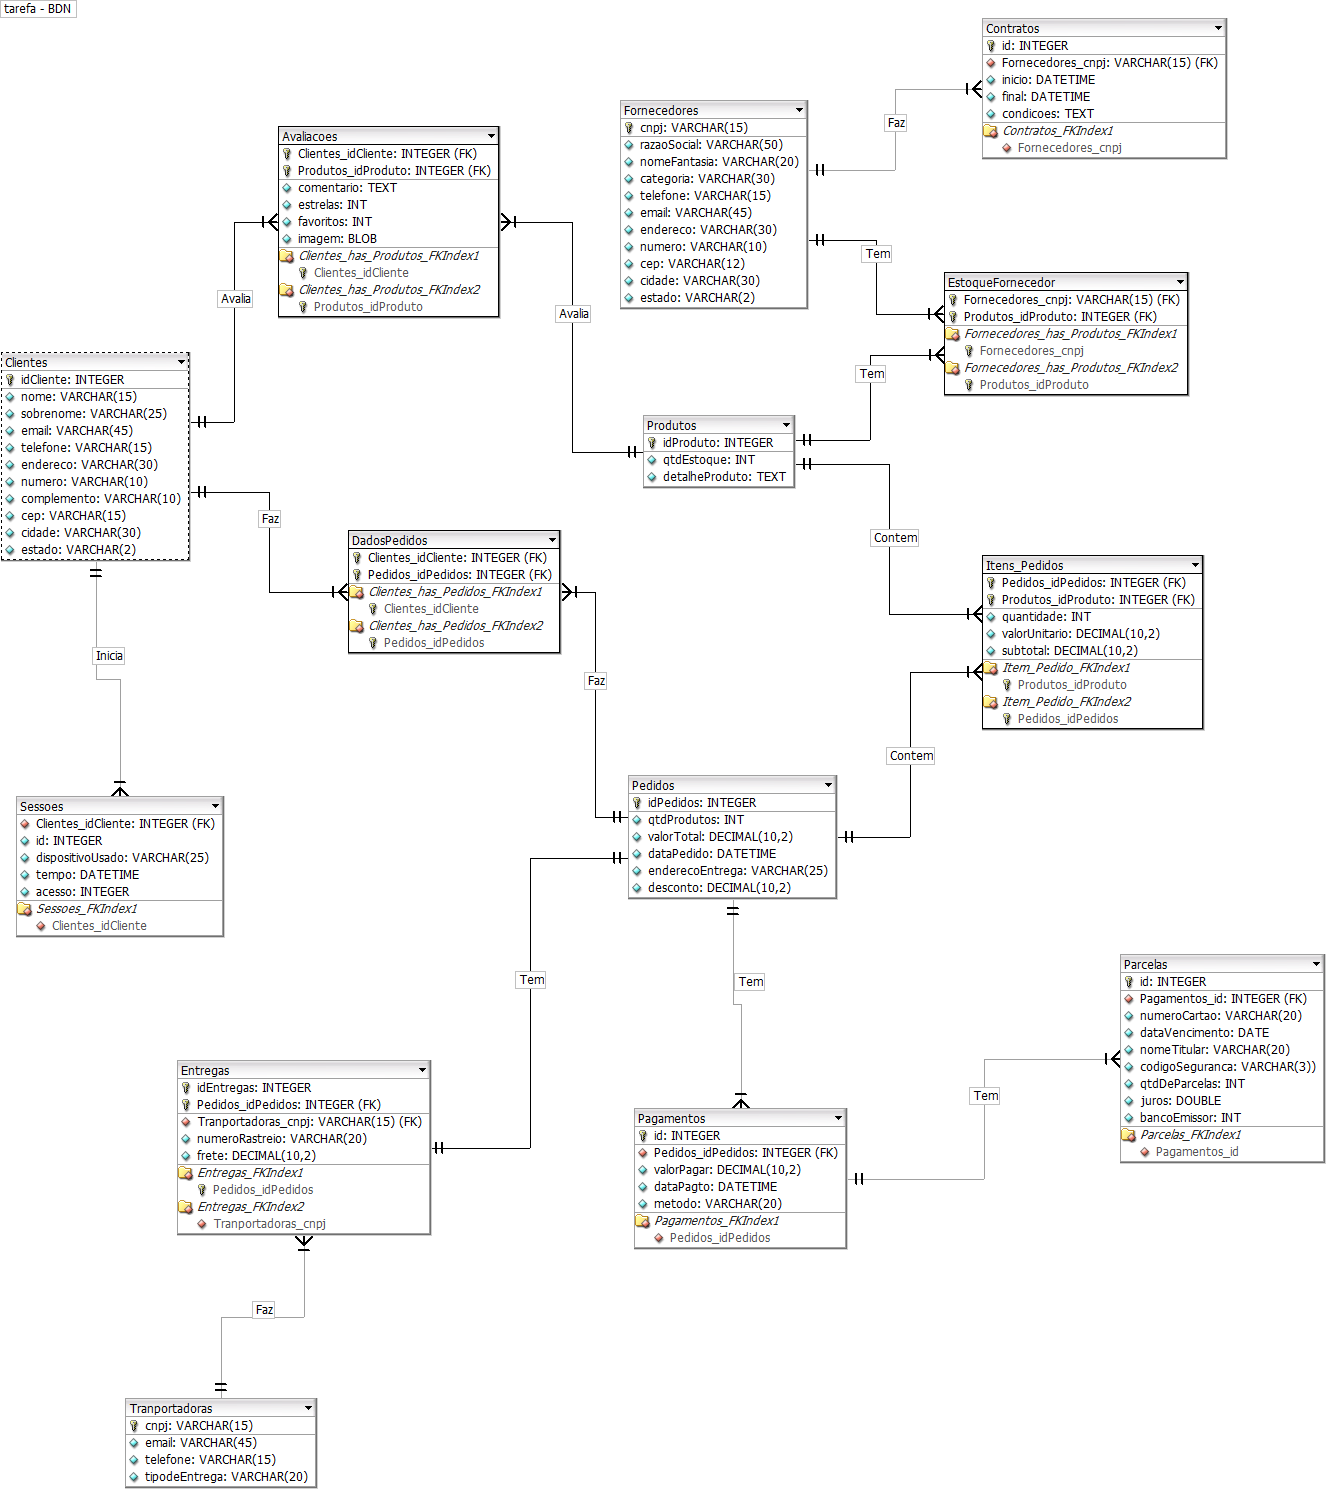 tarefa - BDN
Contratos
id: INTEGER
Fornecedores_cnpj: VARCHAR(15) (FK)
inicio: DATETIME
final: DATETIME
condicoes: TEXT
Contratos_FKIndex1
Fornecedores_cnpj
Faz
Fornecedores
cnpj: VARCHAR(15)
razaoSocial: VARCHAR(50)
nomeFantasia: VARCHAR(20)
categoria: VARCHAR(30)
telefone: VARCHAR(15)
email: VARCHAR(45)
endereco: VARCHAR(30)
numero: VARCHAR(10)
cep: VARCHAR(12)
cidade: VARCHAR(30)
estado: VARCHAR(2)
Avaliacoes
Clientes_idCliente: INTEGER (FK)
Produtos_idProduto: INTEGER (FK)
comentario: TEXT
estrelas: INT
favoritos: INT
imagem: BLOB
Clientes_has_Produtos_FKIndex1
Clientes_idCliente
Clientes_has_Produtos_FKIndex2
Produtos_idProduto
Tem
EstoqueFornecedor
Fornecedores_cnpj: VARCHAR(15) (FK)
Produtos_idProduto: INTEGER (FK)
Fornecedores_has_Produtos_FKIndex1
Fornecedores_cnpj
Fornecedores_has_Produtos_FKIndex2
Produtos_idProduto
Avalia
Avalia
Tem
Clientes
idCliente: INTEGER
nome: VARCHAR(15)
sobrenome: VARCHAR(25)
email: VARCHAR(45)
telefone: VARCHAR(15)
endereco: VARCHAR(30)
numero: VARCHAR(10)
complemento: VARCHAR(10)
cep: VARCHAR(15)
cidade: VARCHAR(30)
estado: VARCHAR(2)
Produtos
idProduto: INTEGER
qtdEstoque: INT
detalheProduto: TEXT
Faz
Contem
DadosPedidos
Clientes_idCliente: INTEGER (FK)
Pedidos_idPedidos: INTEGER (FK)
Clientes_has_Pedidos_FKIndex1
Clientes_idCliente
Clientes_has_Pedidos_FKIndex2
Pedidos_idPedidos
Itens_Pedidos
Pedidos_idPedidos: INTEGER (FK)
Produtos_idProduto: INTEGER (FK)
quantidade: INT
valorUnitario: DECIMAL(10,2)
subtotal: DECIMAL(10,2)
Item_Pedido_FKIndex1
Produtos_idProduto
Item_Pedido_FKIndex2
Pedidos_idPedidos
Inicia
Faz
Contem
Sessoes
Clientes_idCliente: INTEGER (FK)
id: INTEGER
dispositivoUsado: VARCHAR(25)
tempo: DATETIME
acesso: INTEGER
Sessoes_FKIndex1
Clientes_idCliente
Pedidos
idPedidos: INTEGER
qtdProdutos: INT
valorTotal: DECIMAL(10,2)
dataPedido: DATETIME
enderecoEntrega: VARCHAR(25)
desconto: DECIMAL(10,2)
Tem
Tem
Parcelas
id: INTEGER
Pagamentos_id: INTEGER (FK)
numeroCartao: VARCHAR(20)
dataVencimento: DATE
nomeTitular: VARCHAR(20)
codigoSeguranca: VARCHAR(3))
qtdDeParcelas: INT
juros: DOUBLE
bancoEmissor: INT
Parcelas_FKIndex1
Pagamentos_id
Tem
Entregas
idEntregas: INTEGER
Pedidos_idPedidos: INTEGER (FK)
Tranportadoras_cnpj: VARCHAR(15) (FK)
numeroRastreio: VARCHAR(20)
frete: DECIMAL(10,2)
Entregas_FKIndex1
Pedidos_idPedidos
Entregas_FKIndex2
Tranportadoras_cnpj
Pagamentos
id: INTEGER
Pedidos_idPedidos: INTEGER (FK)
valorPagar: DECIMAL(10,2)
dataPagto: DATETIME
metodo: VARCHAR(20)
Pagamentos_FKIndex1
Pedidos_idPedidos
Faz
Tranportadoras
cnpj: VARCHAR(15)
email: VARCHAR(45)
telefone: VARCHAR(15)
tipodeEntrega: VARCHAR(20)